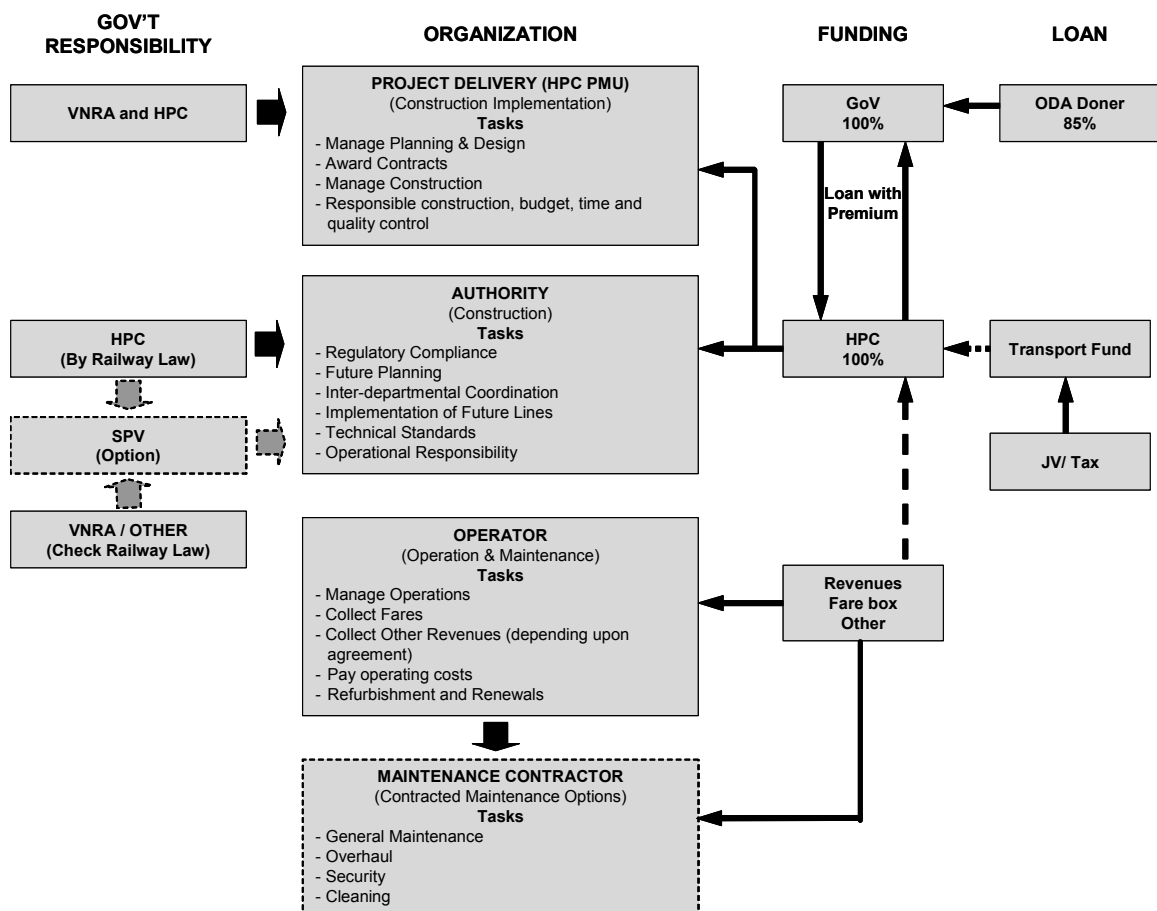 GOV'T
RESPONSIBILITY
ORGANIZATION
FUNDING
LOAN
VNRA and HPC
PROJECT DELIVERY (HPC PMU)
(Construction Implementation)
Tasks
- Manage Planning & Design
- Award Contracts
- Manage Construction
- Responsible construction, budget, time and
quality control
GoV
100%
ODA Doner
85%
Loan with
Premium
HPC
(By Railway Law)
SPV
(Option)
VNRA / OTHER
(Check Railway Law)
AUTHORITY
(Construction)
Tasks
- Regulatory Compliance
- Future Planning
- Inter-departmental Coordination
- Implementation of Future Lines
- Technical Standards
- Operational Responsibility
HPC
100%
Transport Fund
JV/ Tax
OPERATOR
(Operation & Maintenance)
Tasks
- Manage Operations
- Collect Fares
- Collect Other Revenues (depending upon
agreement)
- Pay operating costs
- Refurbishment and Renewals
Revenues
Fare box
Other
MAINTENANCE CONTRACTOR
(Contracted Maintenance Options)
Tasks
- General Maintenance
- Overhaul
- Security
- Cleaning